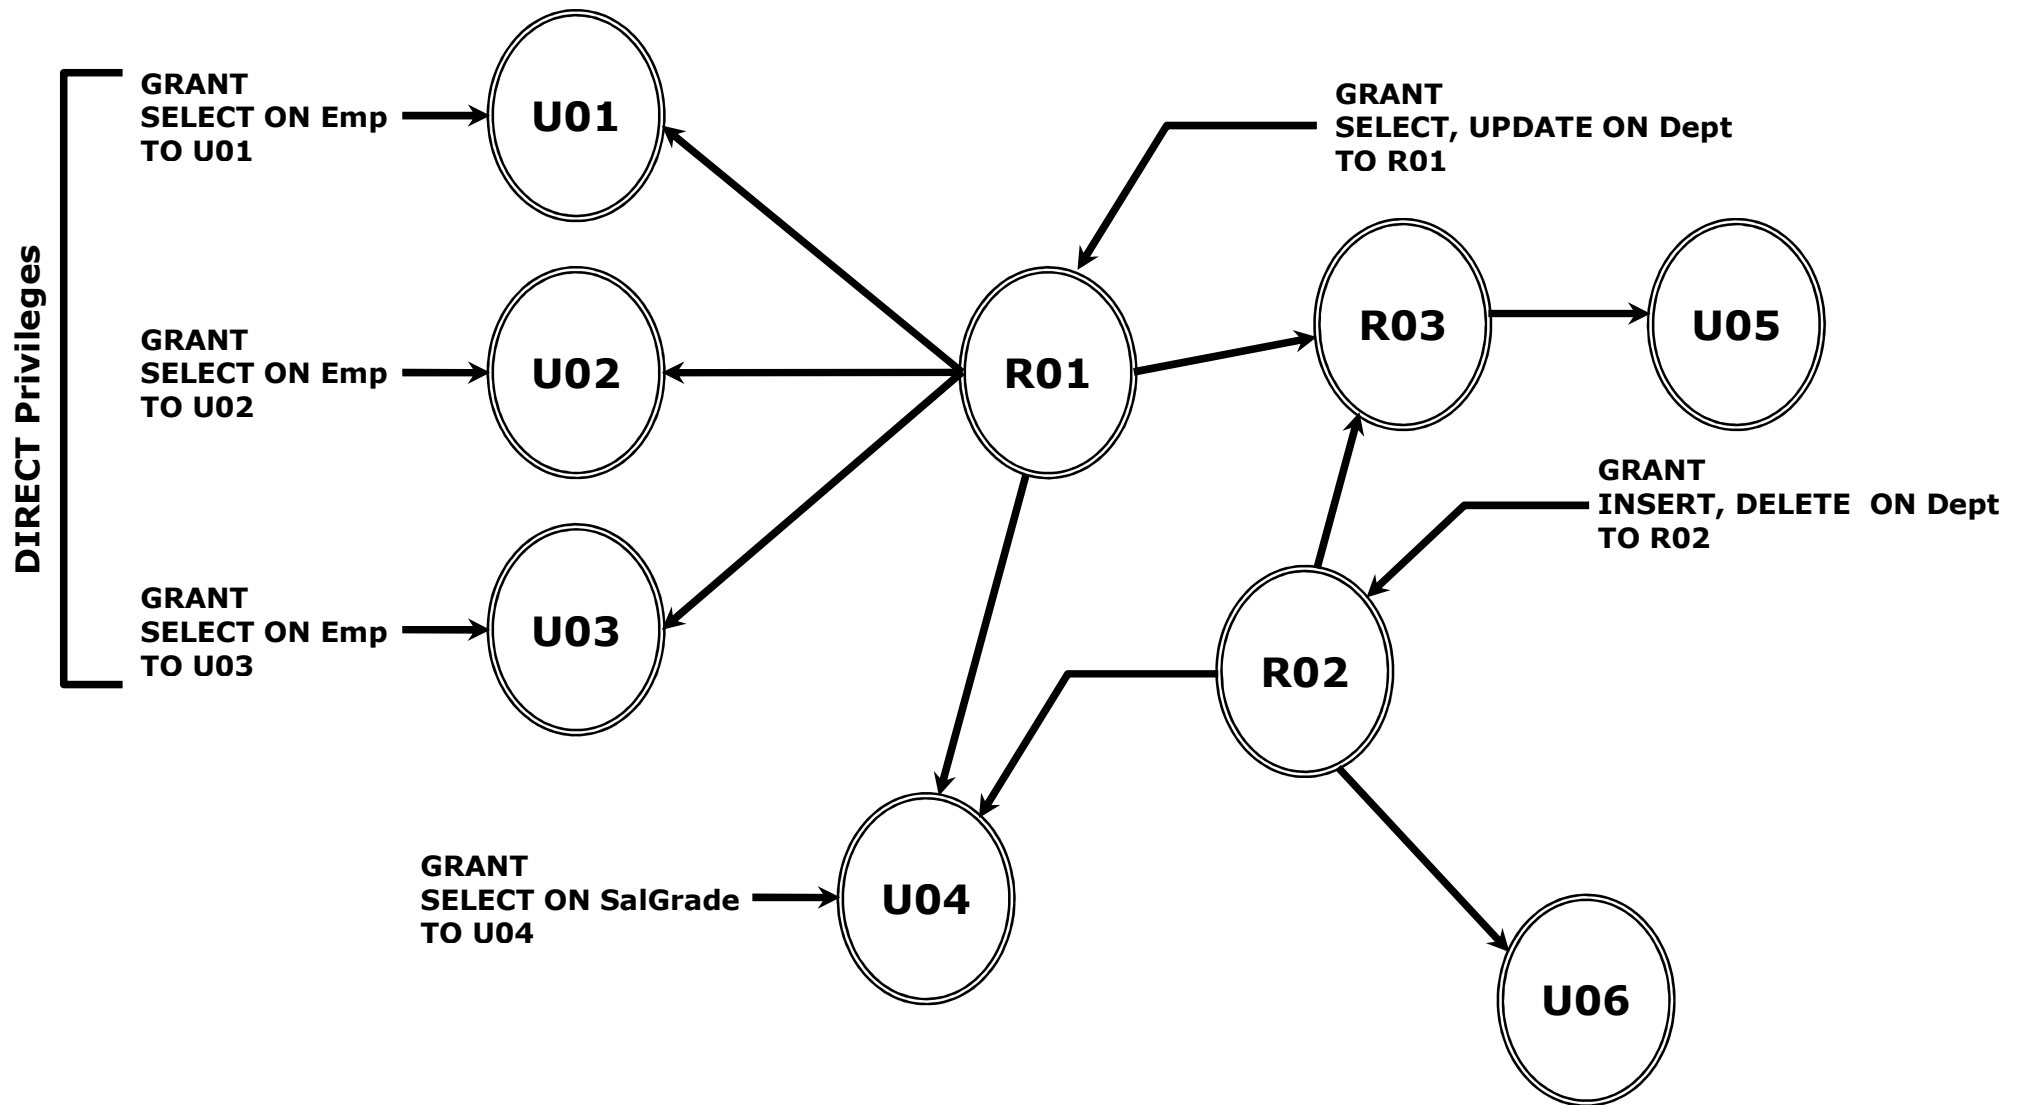 DIRECT Privileges
GRANT
SELECT ON Emp
TO U01
U01
GRANT
SELECT, UPDATE ON Dept
TO R01
GRANT
SELECT ON Emp
TO U02
U02
R01
R03
U05
GRANT
INSERT, DELETE ON Dept
TO R02
GRANT
SELECT ON Emp
TO U03
U03
R02
GRANT
SELECT ON SalGrade
TO U04
U04
U06